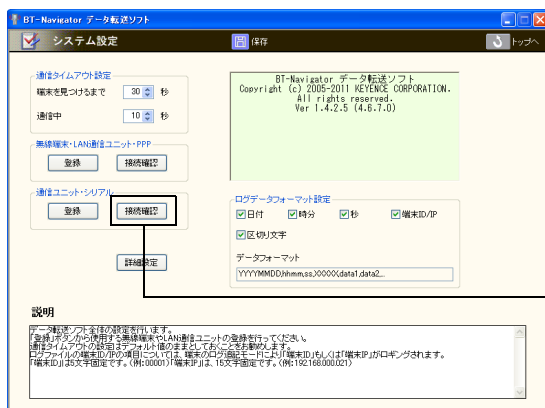 BT-Navigator データ転送ソフト
システム設定
保存
トップへ
通信タイムアウト設定
端末を見つけるまで 30 秒
通信中 10 秒
BT-Navigator データ転送ソフト
Copyright (c) 2005-2011 KEYENCE CORPORATION.
All rights reserved.
Ver 1.4.2.5 (4.6.7.0)
無線端末・LAN通信ユニット・PPP
登録 接続確認
通信ユニット・シリアル
登録 接続確認
詳細設定
ログデータフォーマット設定
日付 時分 秒 端末ID/IP
区切り文字
データフォーマット
YYYYMMDD,hhmm,ss,XXXXX,data1,data2,..
説明
データ転送ソフト全体の設定を行います。
「登録」ボタンから使用する無線端末やLAN通信ユニットの登録を行ってください。
通信タイムアウトの設定はデフォルト値のままとしておくことをお勧めします。
ログファイルの端末ID/IPの項目については、端末のログ追記モードにより「端末ID」もしくは「端末IP」がロギングされます。
「端末ID」は5文字固定です。(例:00001)「端末IP」は、15文字固定です。(例:192.168.000.021)